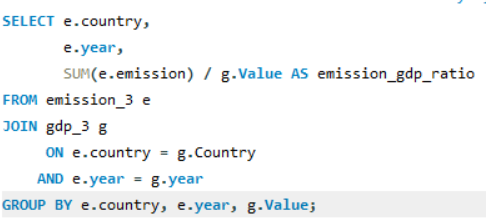 SELECT e.country,
e.year,
SUM(e.emission) / g.Value AS emission_gdp_ratio
FROM emission_3 e
JOIN gdp_3 g
ON e.country = g.Country
AND e.year = g.year
GROUP BY e.country, e.year, g.Value;